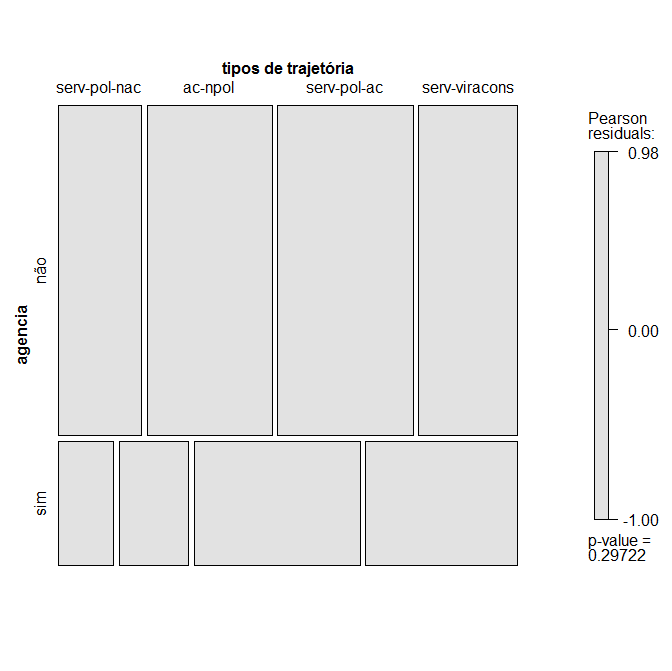 tipos de trajetória
serv-pol-nac ac-npol serv-pol-ac serv-viracons
agencia
não
sim
Pearson
residuals:
0.98
0.00
-1.00
p-value =
0.29722